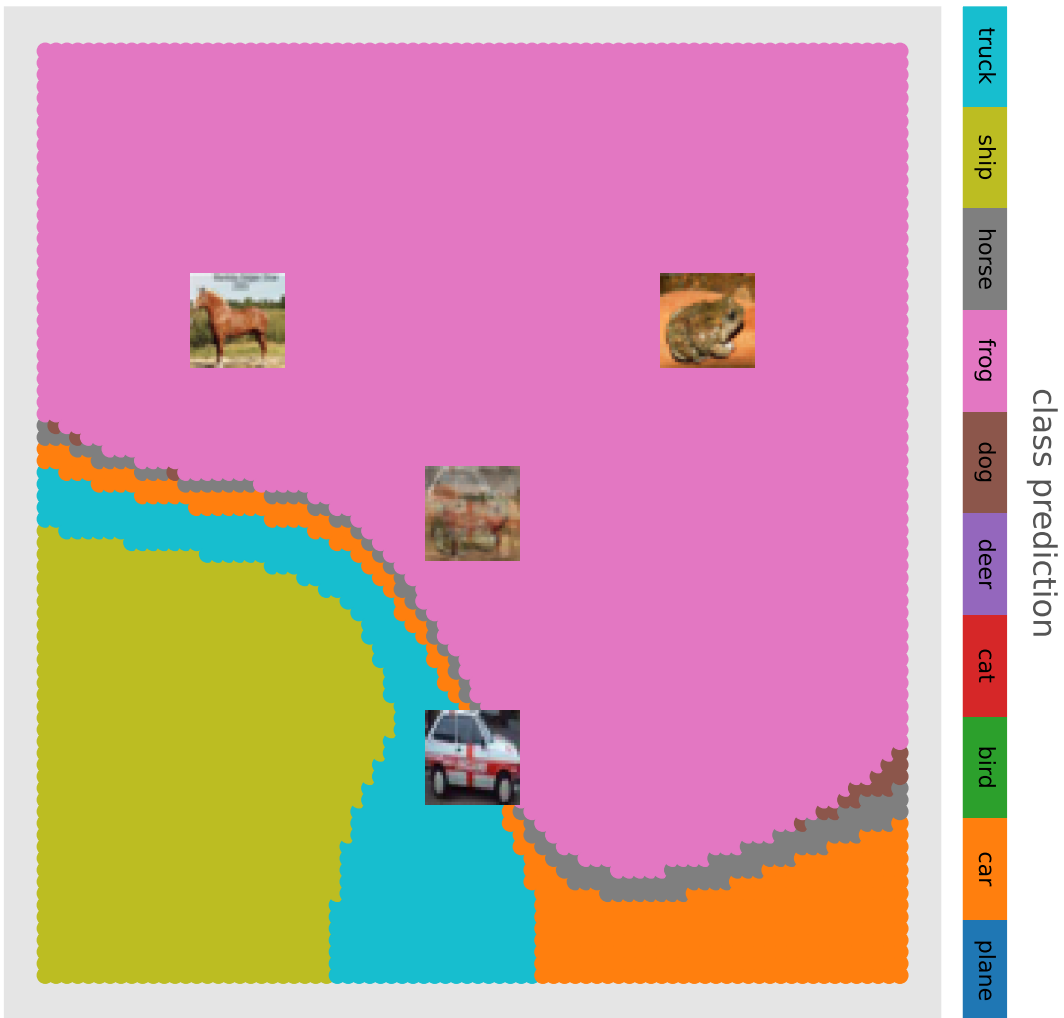 truck
ship
horse
frog
dog
deer
cat
bird
car
plane
class prediction